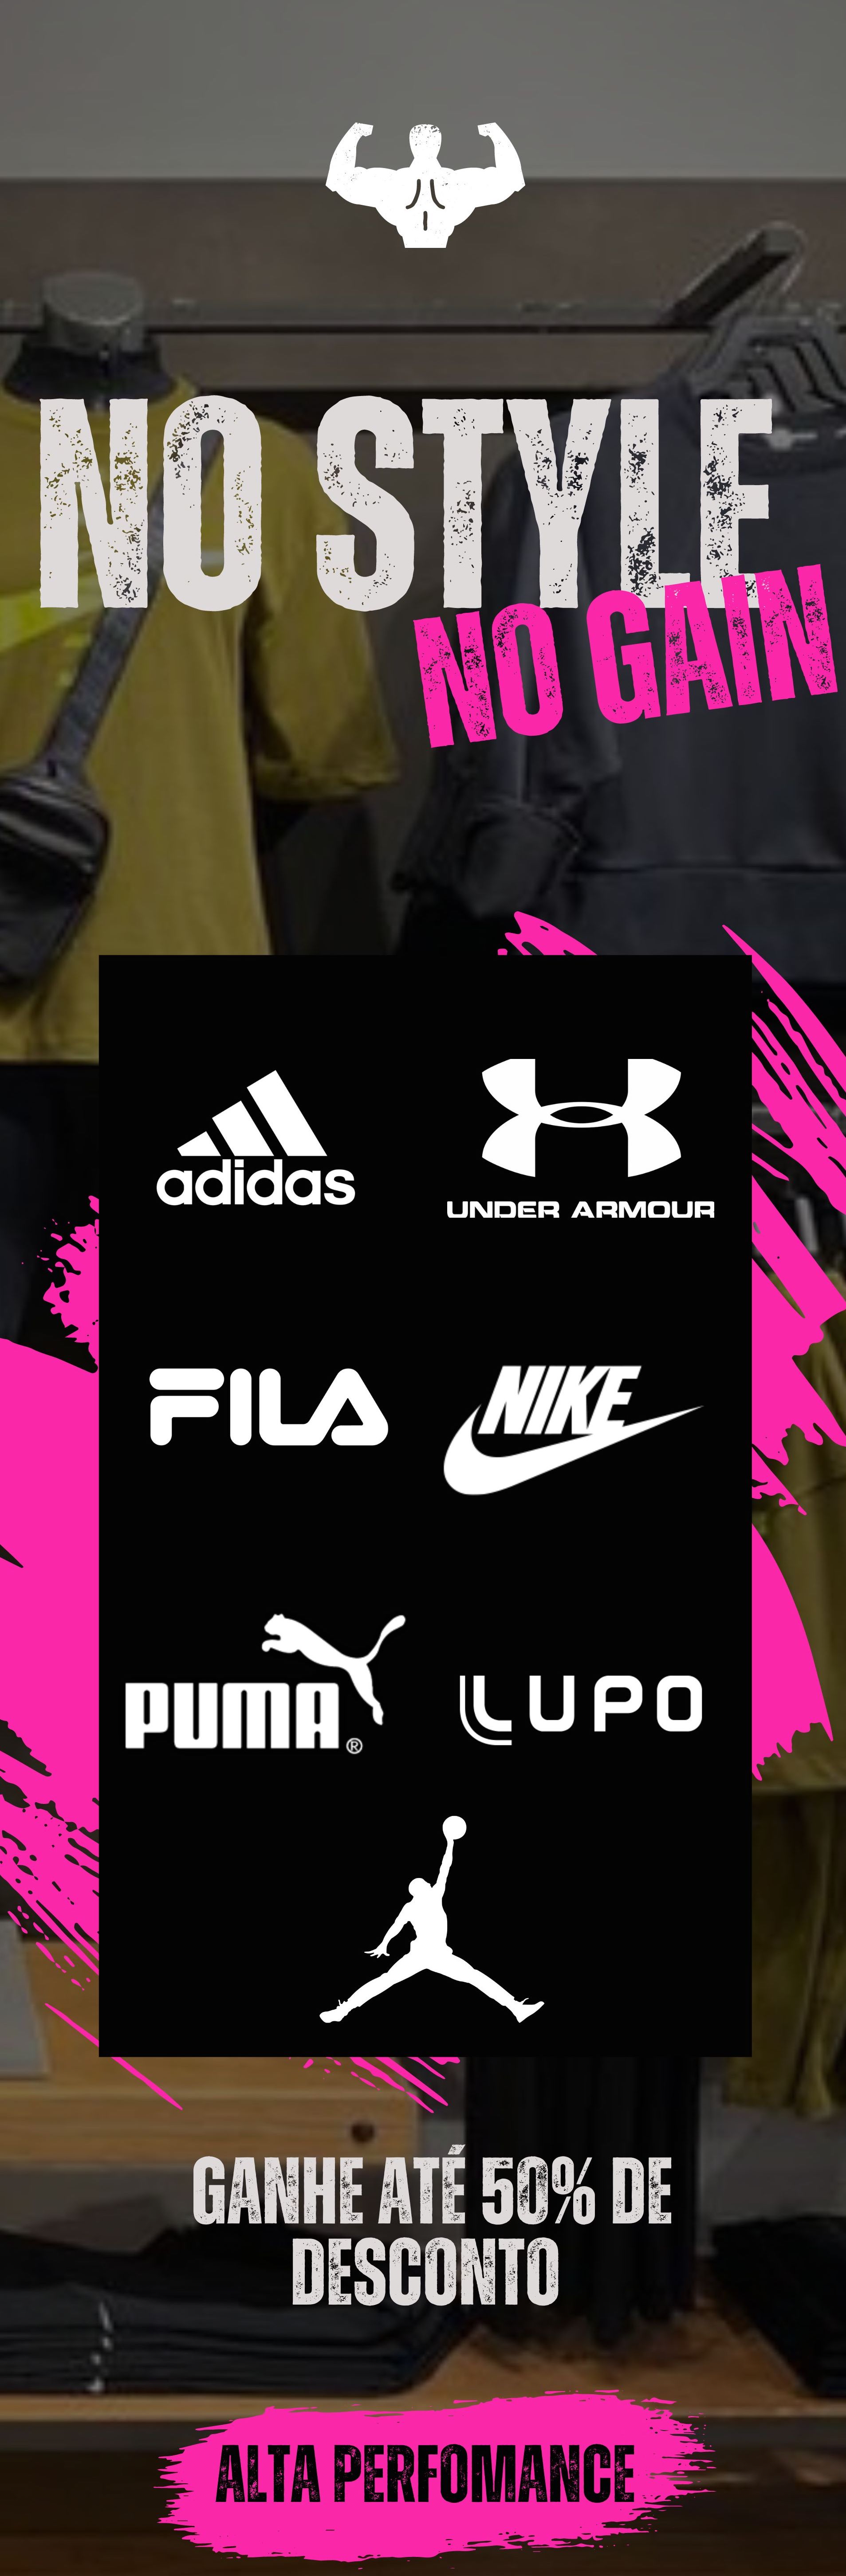 NO STYLE
NO GAIN
adidas
UNDER ARMOUR
FILA
NIKE
PUMA ®
LUPO
GANHE ATÉ 50% DE
DESCONTO
ALTA PERFOMANCE